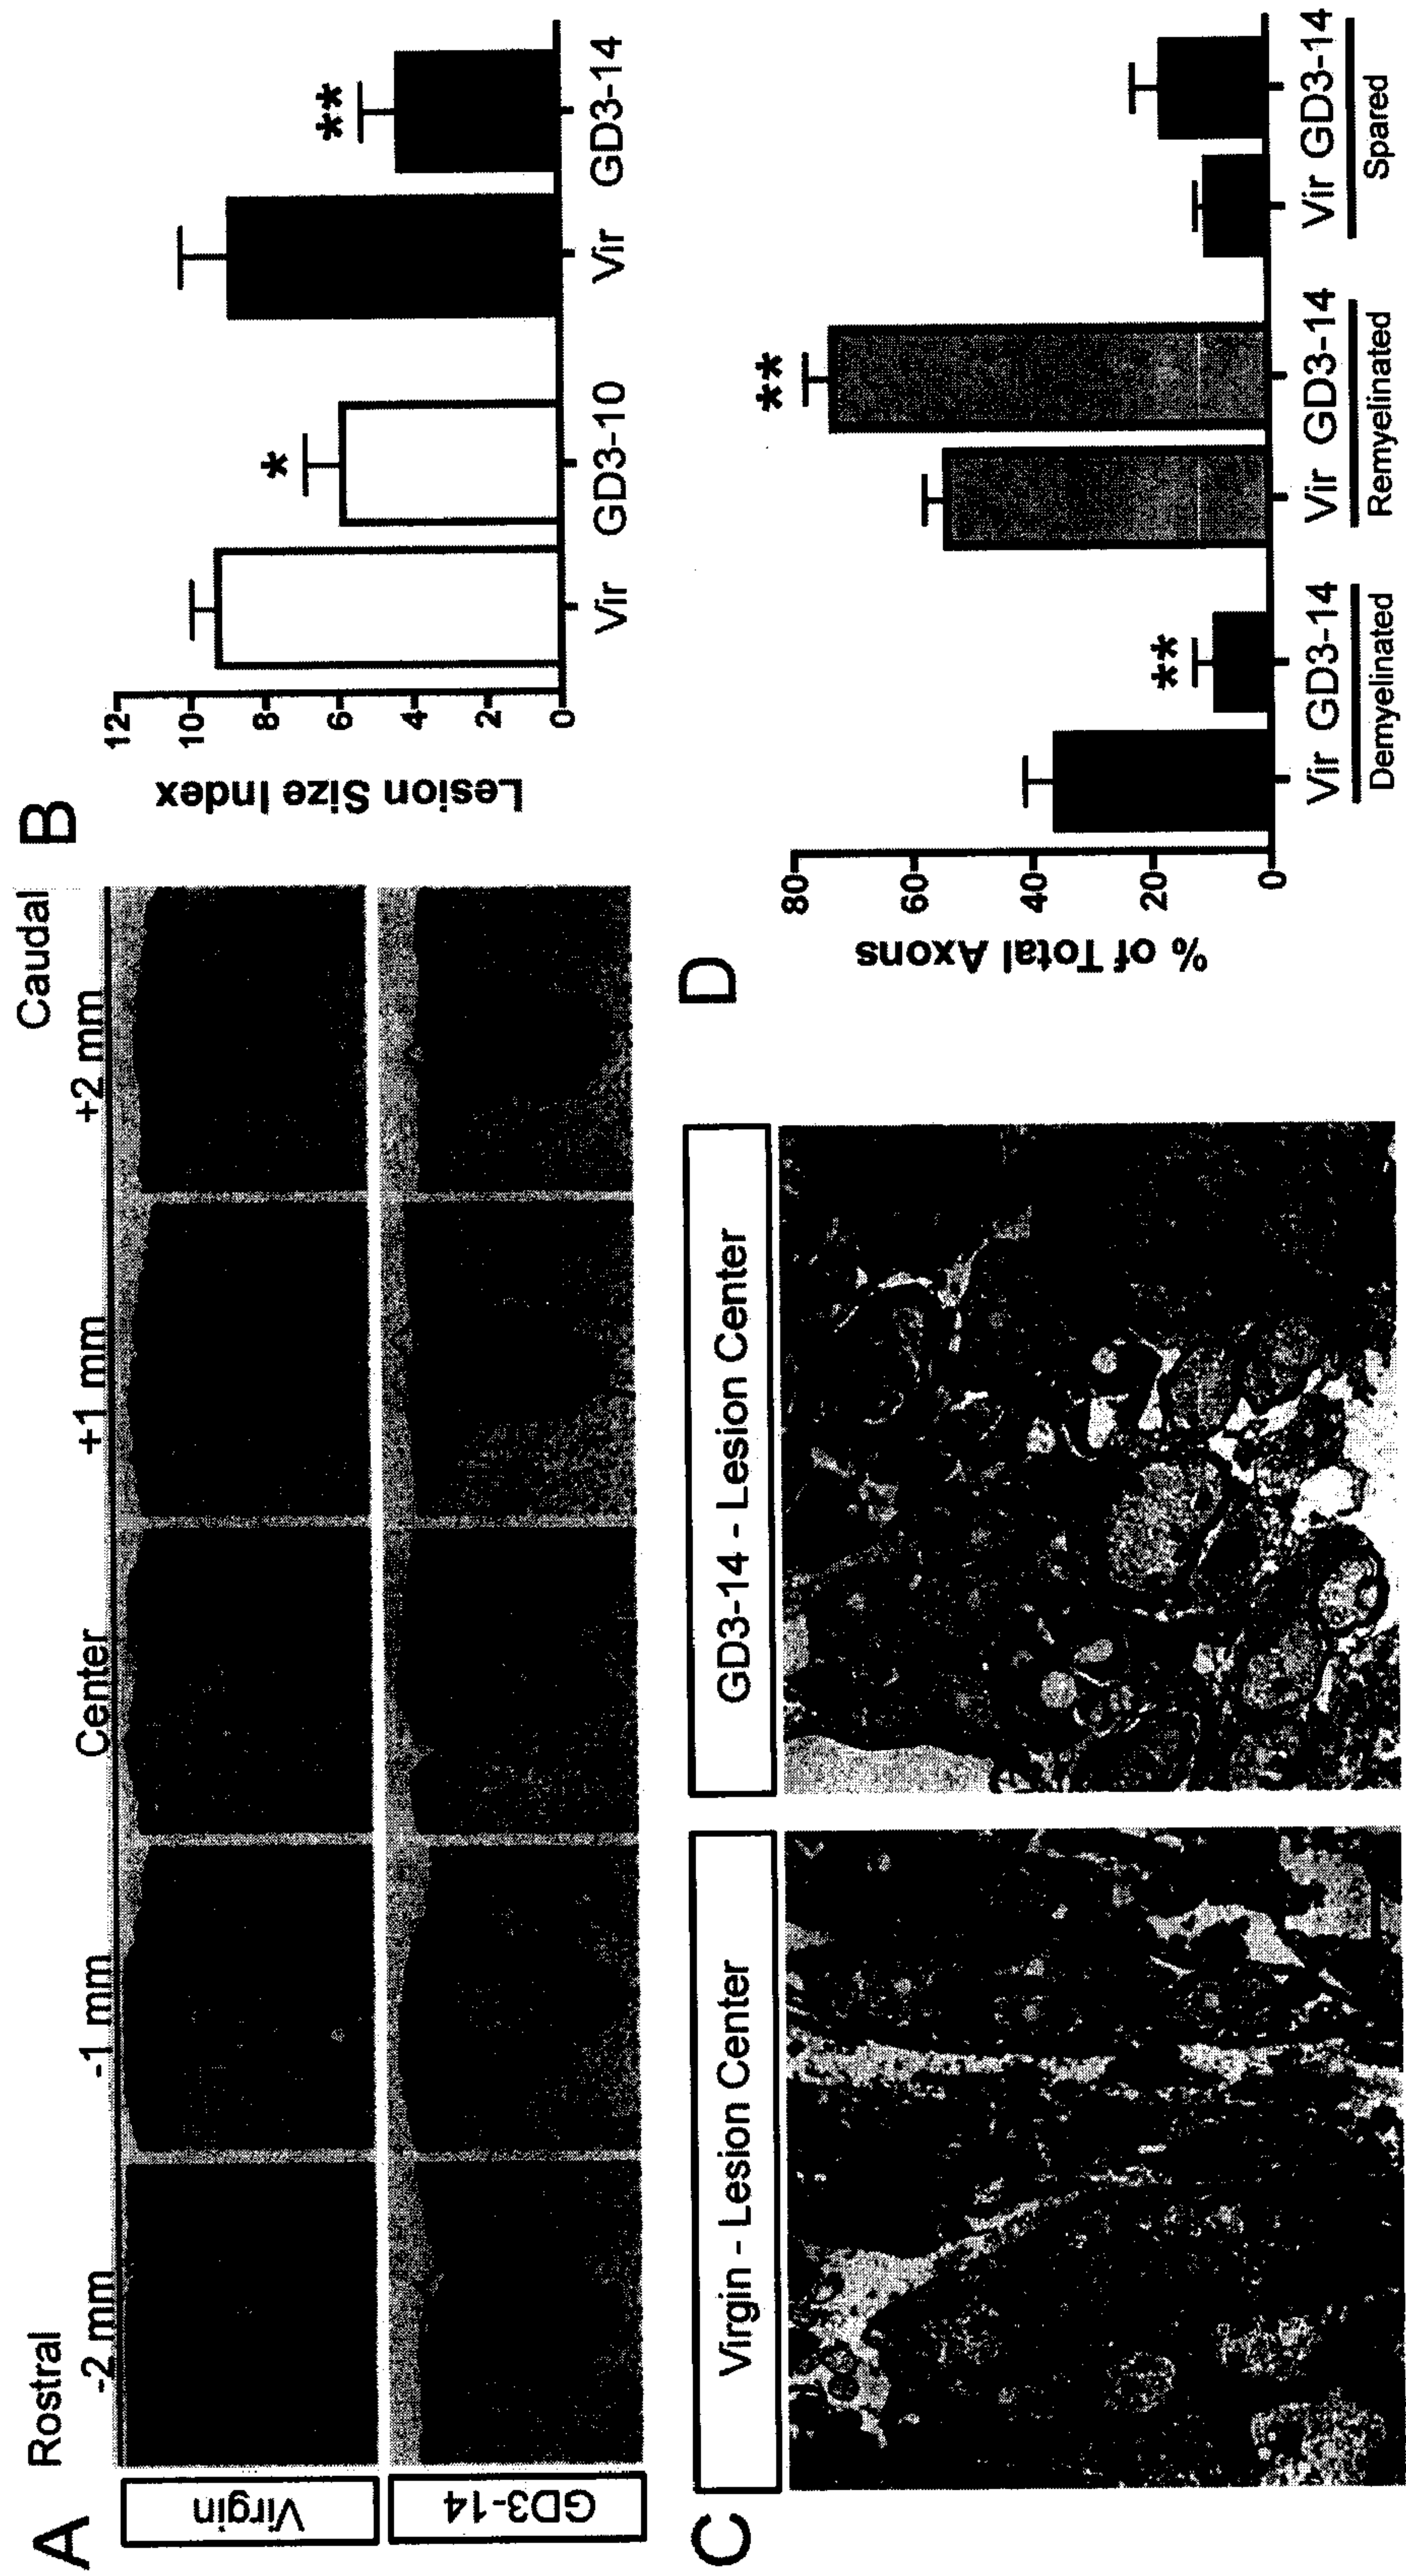 A
Rostral
Caudal
-2 mm
-1 mm
Center
+1 mm
+2 mm
Virgin
GD3-14
B
Lesion Size Index
12
10
8
6
4
2
0
*
**
Vir
GD3-10
Vir
GD3-14
C
Virgin - Lesion Center
GD3-14 - Lesion Center
D
% of Total Axons
80
60
40
20
0
**
**
Vir GD3-14 Vir GD3-14 Vir GD3-14
Demyelinated Remyelinated Spared